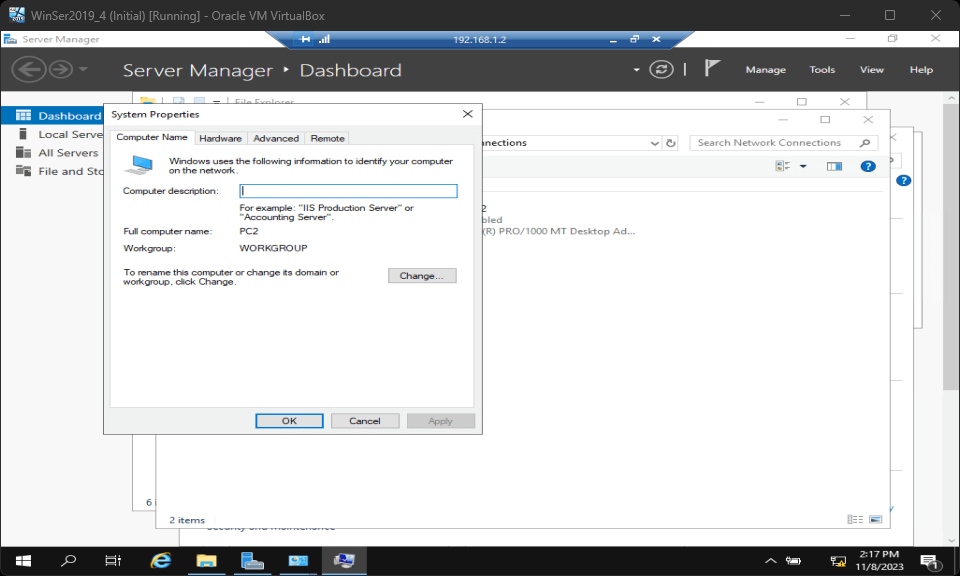 WinSer2019_4 (Initial) [Running] - Oracle VM VirtualBox
Server Manager
192.168.1.2
Server Manager
Dashboard
Manage
Tools
View
Help
Dashboard
Local Serve
All Servers
File and Sto
File Explorer
System Properties
Computer Name
Hardware
Advanced
Remote
Windows uses the following information to identify your computer
on the network.
Computer description:
For example: "IIS Production Server" or
"Accounting Server".
Full computer name:
PC2
Workgroup:
WORKGROUP
To rename this computer or change its domain or
workgroup, click Change.
Change...
OK
Cancel
Apply
nnections
Search Network Connections
2
bled
(R) PRO/1000 MT Desktop Ad...
6 i
2 items
Security and Maintenance
2:17 PM
11/8/2023
1